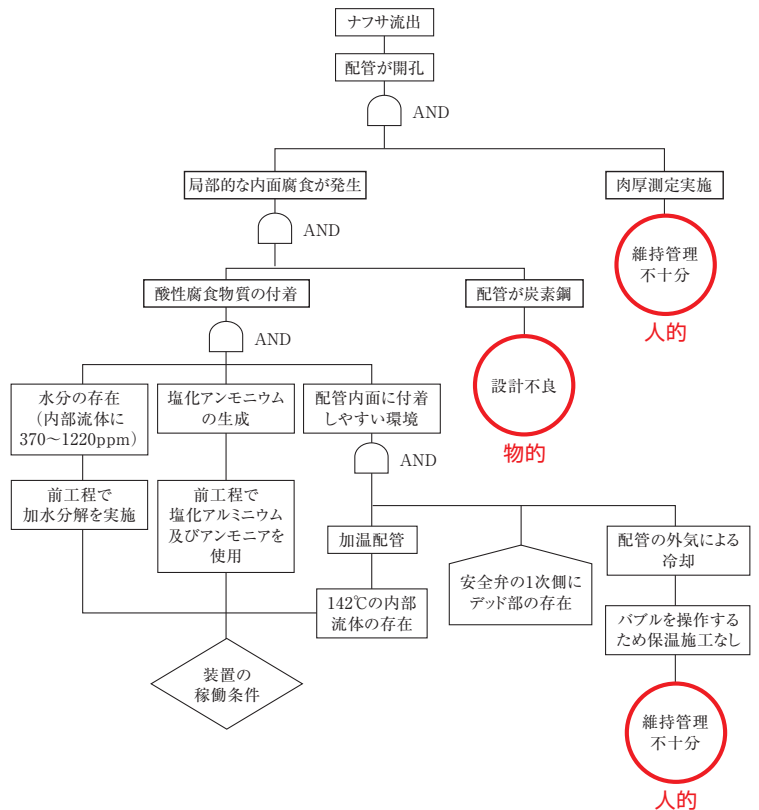 ナフサ流出
配管が開孔
AND
局部的な内面腐食が発生
肉厚測定実施
AND
維持管理
不十分
人的
酸性腐食物質の付着
配管が炭素鋼
AND
設計不良
物的
水分の存在
（内部流体に
370～1220ppm）
塩化アンモニウム
の生成
配管内面に付着
しやすい環境
AND
前工程で
加水分解を実施
前工程で
塩化アルミニウム
及びアンモニアを
使用
加温配管
安全弁の1次側に
デッド部の存在
配管の外気による
冷却
142℃の内部
流体の存在
バブルを操作する
ため保温施工なし
装置の
稼働条件
維持管理
不十分
人的